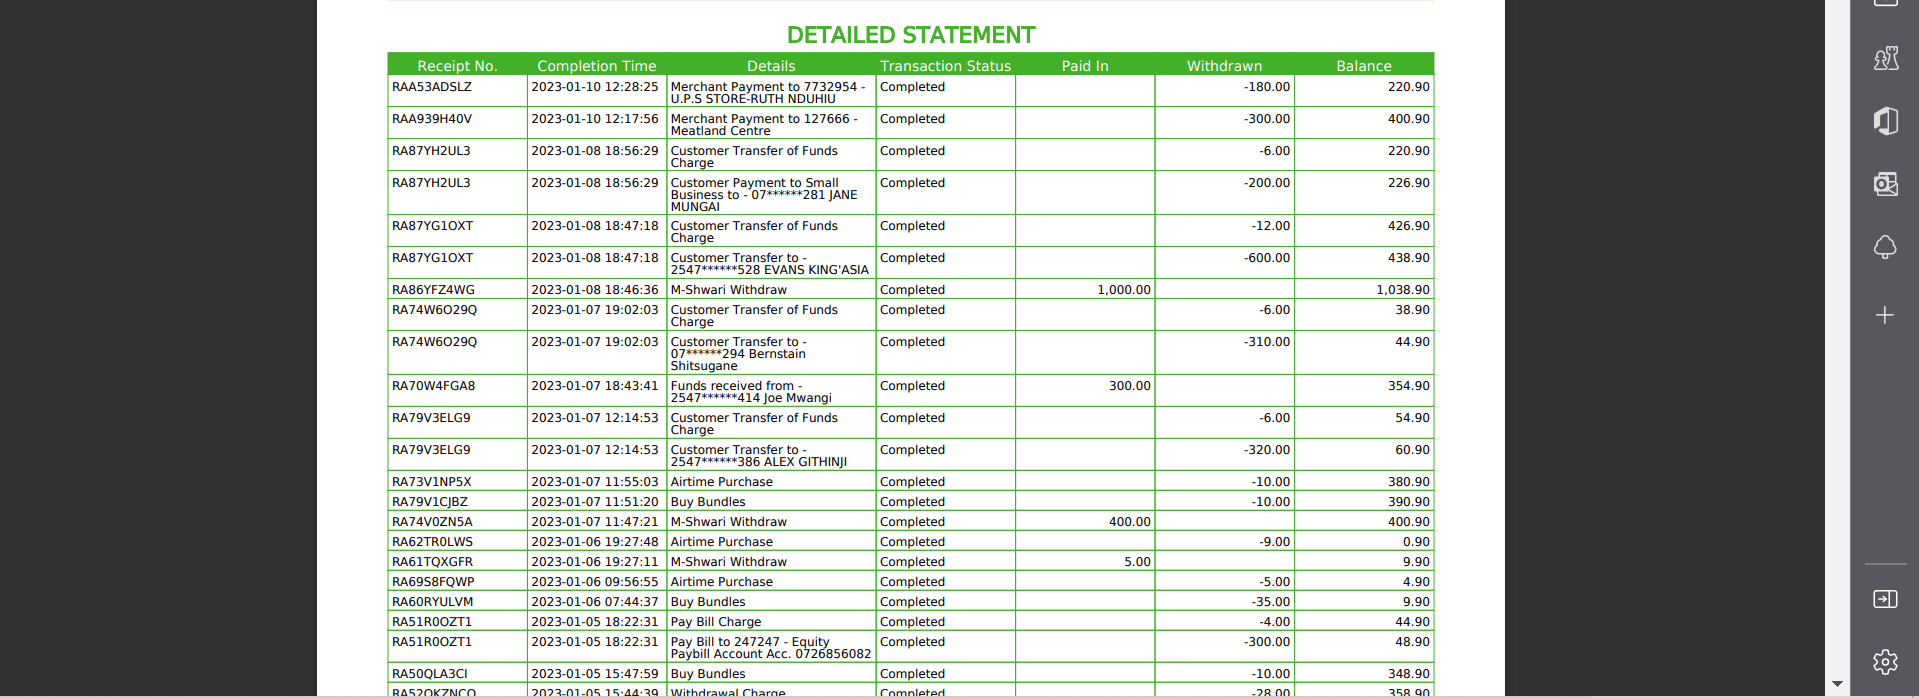 DETAILED STATEMENT
Receipt No. Completion Time Details Transaction Status Paid In Withdrawn Balance
RAA53ADSLZ 2023-01-10 12:28:25 Merchant Payment to 7732954 - Completed -180.00 220.90
U.P.S STORE-RUTH NDUHIU
RAA939H40V 2023-01-10 12:17:56 Merchant Payment to 127666 - Completed -300.00 400.90
Meatland Centre
RA87YH2UL3 2023-01-08 18:56:29 Customer Transfer of Funds Completed -6.00 220.90
Charge
RA87YH2UL3 2023-01-08 18:56:29 Customer Payment to Small Completed -200.00 226.90
Business to - 07******281 JANE
MUNGAI
RA87YG1OXT 2023-01-08 18:47:18 Customer Transfer of Funds Completed -12.00 426.90
Charge
RA87YG1OXT 2023-01-08 18:47:18 Customer Transfer to - Completed -600.00 438.90
2547******528 EVANS KING'ASIA
RA86YFZ4WG 2023-01-08 18:46:36 M-Shwari Withdraw Completed 1,000.00 1,038.90
RA74W6O29Q 2023-01-07 19:02:03 Customer Transfer of Funds Completed -6.00 38.90
Charge
RA74W6O29Q 2023-01-07 19:02:03 Customer Transfer to - Completed -310.00 44.90
07******294 Bernstain
Shitsugane
RA70W4FGA8 2023-01-07 18:43:41 Funds received from - Completed 300.00 354.90
2547******414 Joe Mwangi
RA79V3ELG9 2023-01-07 12:14:53 Customer Transfer of Funds Completed -6.00 54.90
Charge
RA79V3ELG9 2023-01-07 12:14:53 Customer Transfer to - Completed -320.00 60.90
2547******386 ALEX GITHINJI
RA73V1NP5X 2023-01-07 11:55:03 Airtime Purchase Completed -10.00 380.90
RA79V1CJBZ 2023-01-07 11:51:20 Buy Bundles Completed -10.00 390.90
RA74V0ZN5A 2023-01-07 11:47:21 M-Shwari Withdraw Completed 400.00 400.90
RA62TR0LWS 2023-01-06 19:27:48 Airtime Purchase Completed -9.00 0.90
RA61TQXGFR 2023-01-06 19:27:11 M-Shwari Withdraw Completed 5.00 9.90
RA69S8FQWP 2023-01-06 09:56:55 Airtime Purchase Completed -5.00 4.90
RA60RYULVM 2023-01-06 07:44:37 Buy Bundles Completed -35.00 9.90
RA51R0OZT1 2023-01-05 18:22:31 Pay Bill Charge Completed -4.00 44.90
RA51R0OZT1 2023-01-05 18:22:31 Pay Bill to 247247 - Equity Completed -300.00 48.90
Paybill Account Acc. 0726856082
RA50QLA3CI 2023-01-05 15:47:59 Buy Bundles Completed -10.00 348.90
RA52QKZNCO 2023-01-05 15:44:39 Withdrawal Charge Completed -28.00 358.90